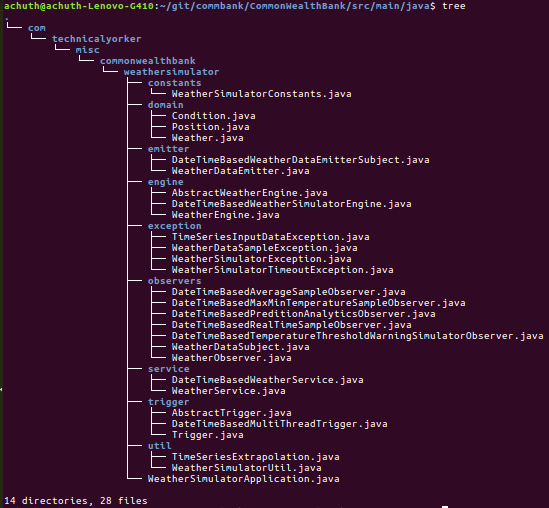 achuth@achuth-Lenovo-G410:~/git/commbank/CommonWealthBank/src/main/java$ tree
.
└── com
    └── technicalyorker
        └── misc
            └── commonwealthbank
                └── weathersimulator
                    ├── constants
                    │   └── WeatherSimulatorConstants.java
                    ├── domain
                    │   ├── Condition.java
                    │   ├── Position.java
                    │   └── Weather.java
                    ├── emitter
                    │   ├── DateTimeBasedWeatherDataEmitterSubject.java
                    │   └── WeatherDataEmitter.java
                    ├── engine
                    │   ├── AbstractWeatherEngine.java
                    │   ├── DateTimeBasedWeatherSimulatorEngine.java
                    │   └── WeatherEngine.java
                    ├── exception
                    │   ├── TimeSeriesInputDataException.java
                    │   ├── WeatherDataSampleException.java
                    │   ├── WeatherSimulatorException.java
                    │   └── WeatherSimulatorTimeoutException.java
                    ├── observers
                    │   ├── DateTimeBasedAverageSampleObserver.java
                    │   ├── DateTimeBasedMaxMinTemperatureSampleObserver.java
                    │   ├── DateTimeBasedPreditionAnalyticsObserver.java
                    │   ├── DateTimeBasedRealTimeSampleObserver.java
                    │   ├── DateTimeBasedTemperatureThresholdWarningSimulatorObserver.java
                    │   ├── WeatherDataSubject.java
                    │   └── WeatherObserver.java
                    ├── service
                    │   ├── DateTimeBasedWeatherService.java
                    │   └── WeatherService.java
                    ├── trigger
                    │   ├── AbstractTrigger.java
                    │   ├── DateTimeBasedMultiThreadTrigger.java
                    │   └── Trigger.java
                    ├── util
                    │   ├── TimeSeriesExtrapolation.java
                    │   └── WeatherSimulatorUtil.java
                    └── WeatherSimulatorApplication.java
14 directories, 28 files